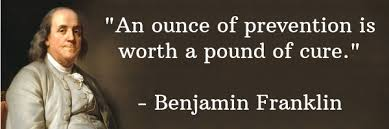 "An ounce of prevention is
worth a pound of cure."
- Benjamin Franklin